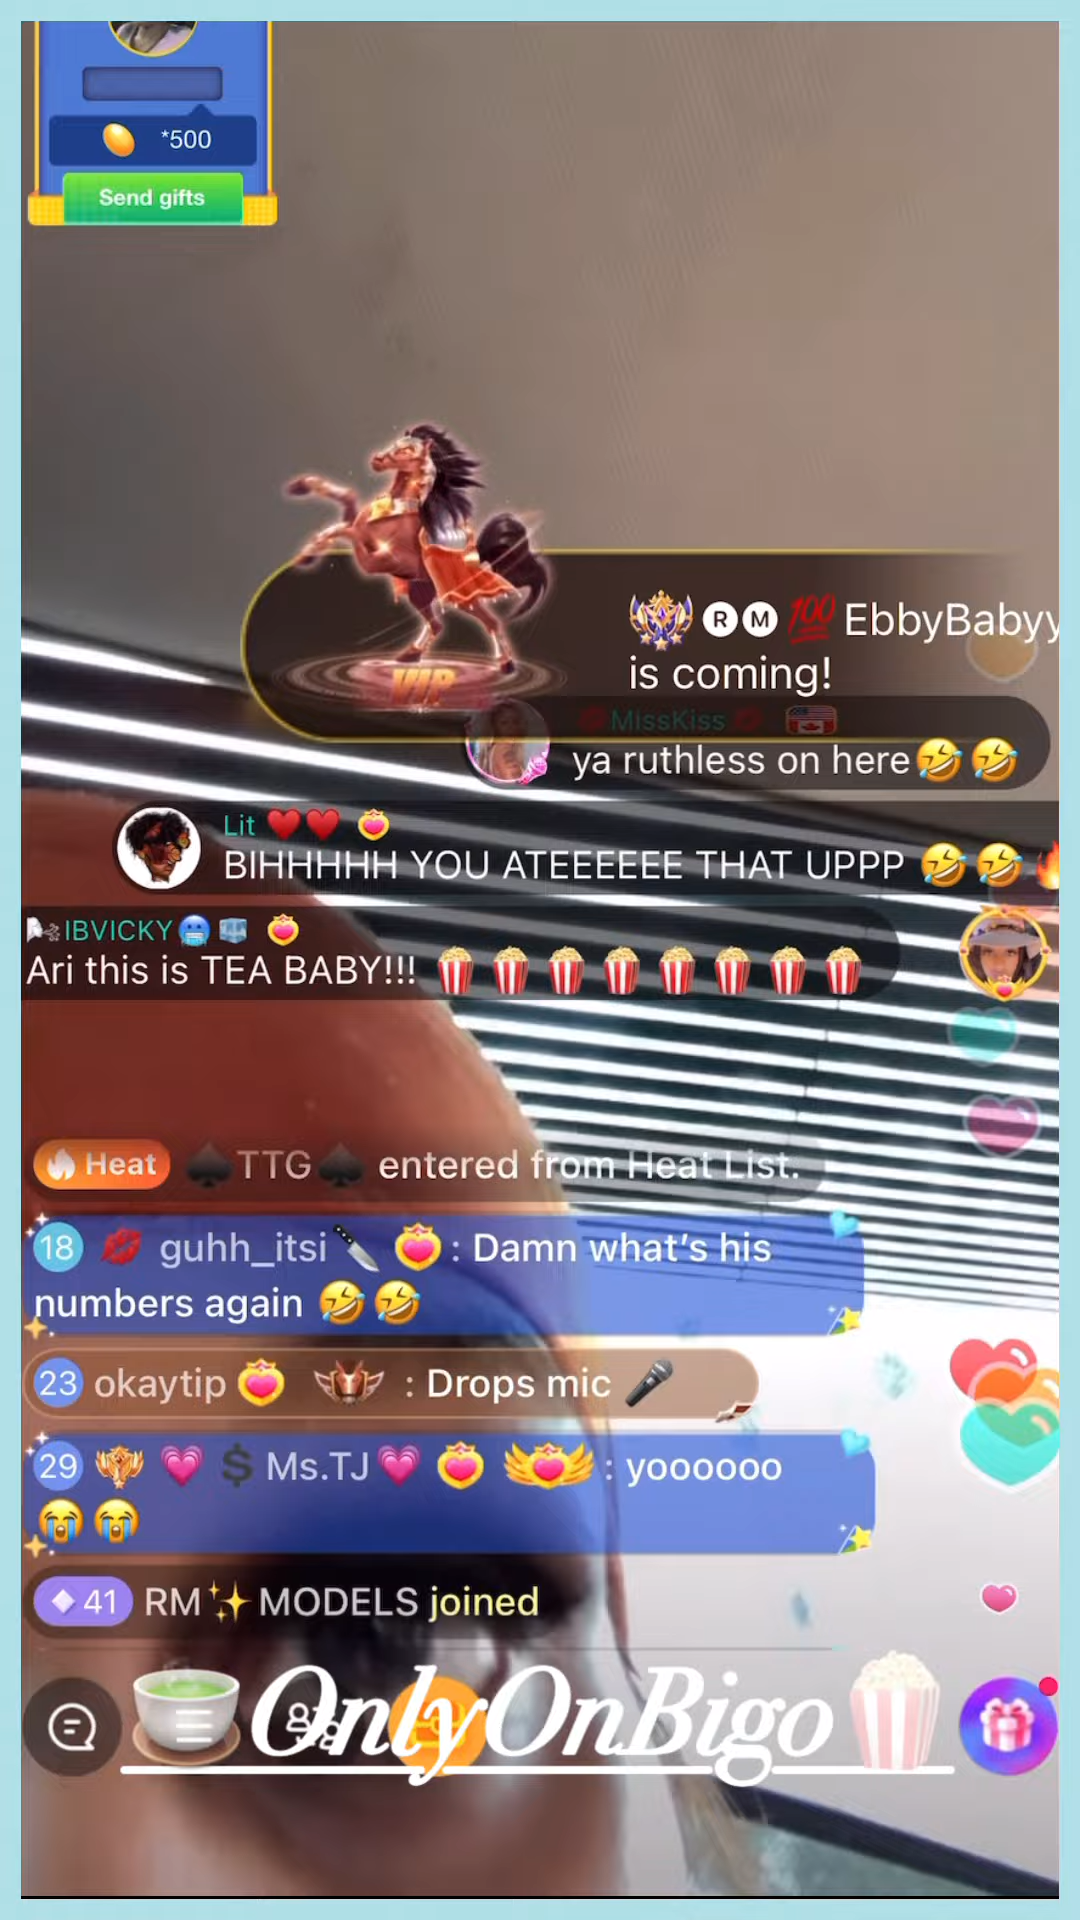 *500
Send gifts
VIP
R M 💯 EbbyBabyy
is coming!
💋MissKiss💋
ya ruthless on here🤣🤣
Lit ❤️❤️
BIHHHHH YOU ATEEEEEE THAT UPPP 🤣🤣🔥
🌬️IBVICKY🥶🧊
Ari this is TEA BABY!!! 🍿🍿🍿🍿🍿🍿🍿🍿
🔥 Heat ♠️TTG♠️ entered from Heat List.
18 💋 guhh_itsi🔪 : Damn what's his
numbers again 🤣🤣
23 okaytip : Drops mic 🎤
29 💗 💲Ms.TJ💗 : yoooooo
😭😭
41 RM✨MODELS joined
🍵 OnlyOnBigo 🍿